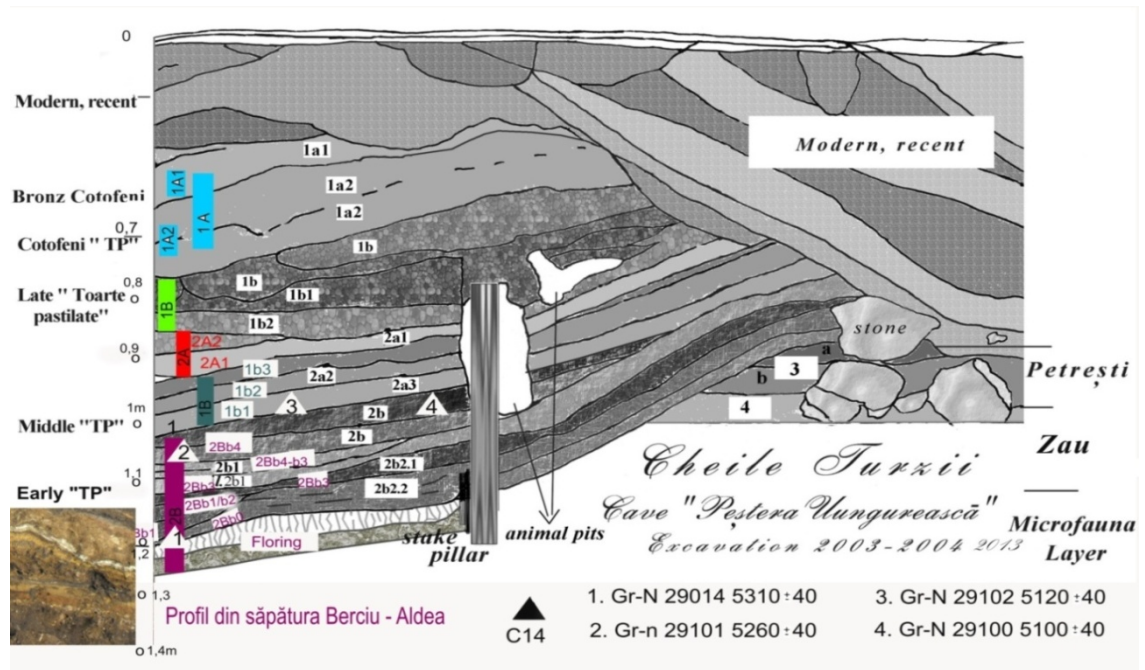 0
Modern, recent
Bronz Cotofeni
0,7
Cotofeni " TP"
0,8
Late " Toarte
pastilate"
0,9
1m
Middle "TP"
1,1
Early "TP"
1,2
1,3
1,4m
1A1
1A
1A2
1B
2A
2A2
2A1
1b3
1b2
1b1
1B
1
2
2B
1
2Bb4
2b1
2Bb4-b3
2Bb3
2b1
2Bb3
2Bb1/b2
Floring
1a1
1a2
1a2
1b
1b
1b1
1b2
2a1
2a2
2a3
3
4
2b
2b
2b2.1
2b2.2
stake
pillar
animal pits
Modern, recent
stone
a
3
b
4
Petrești
Zau
Microfauna
Layer
Cheile Turzii
Cave "Peștera Uungurească"
Excavation 2003-2004 2013
Profil din săpătura Berciu - Aldea
C14
1. Gr-N 29014 5310±40
2. Gr-n 29101 5260±40
3. Gr-N 29102 5120±40
4. Gr-N 29100 5100±40